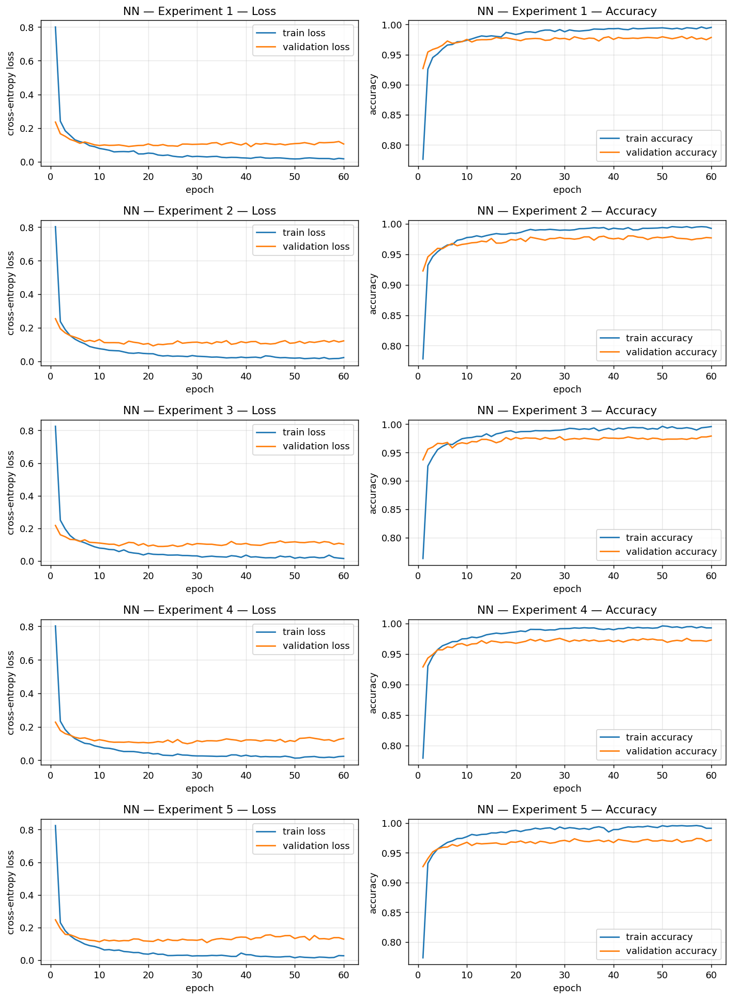 NN — Experiment 1 — Loss
NN — Experiment 1 — Accuracy
cross-entropy loss
0.8
0.6
0.4
0.2
0.0
train loss
validation loss
0 10 20 30 40 50 60
epoch
accuracy
1.00
0.95
0.90
0.85
0.80
train accuracy
validation accuracy
0 10 20 30 40 50 60
epoch
NN — Experiment 2 — Loss
NN — Experiment 2 — Accuracy
cross-entropy loss
0.8
0.6
0.4
0.2
0.0
train loss
validation loss
0 10 20 30 40 50 60
epoch
accuracy
1.00
0.95
0.90
0.85
0.80
train accuracy
validation accuracy
0 10 20 30 40 50 60
epoch
NN — Experiment 3 — Loss
NN — Experiment 3 — Accuracy
cross-entropy loss
0.8
0.6
0.4
0.2
0.0
train loss
validation loss
0 10 20 30 40 50 60
epoch
accuracy
1.00
0.95
0.90
0.85
0.80
train accuracy
validation accuracy
0 10 20 30 40 50 60
epoch
NN — Experiment 4 — Loss
NN — Experiment 4 — Accuracy
cross-entropy loss
0.8
0.6
0.4
0.2
0.0
train loss
validation loss
0 10 20 30 40 50 60
epoch
accuracy
1.00
0.95
0.90
0.85
0.80
train accuracy
validation accuracy
0 10 20 30 40 50 60
epoch
NN — Experiment 5 — Loss
NN — Experiment 5 — Accuracy
cross-entropy loss
0.8
0.6
0.4
0.2
0.0
train loss
validation loss
0 10 20 30 40 50 60
epoch
accuracy
1.00
0.95
0.90
0.85
0.80
train accuracy
validation accuracy
0 10 20 30 40 50 60
epoch